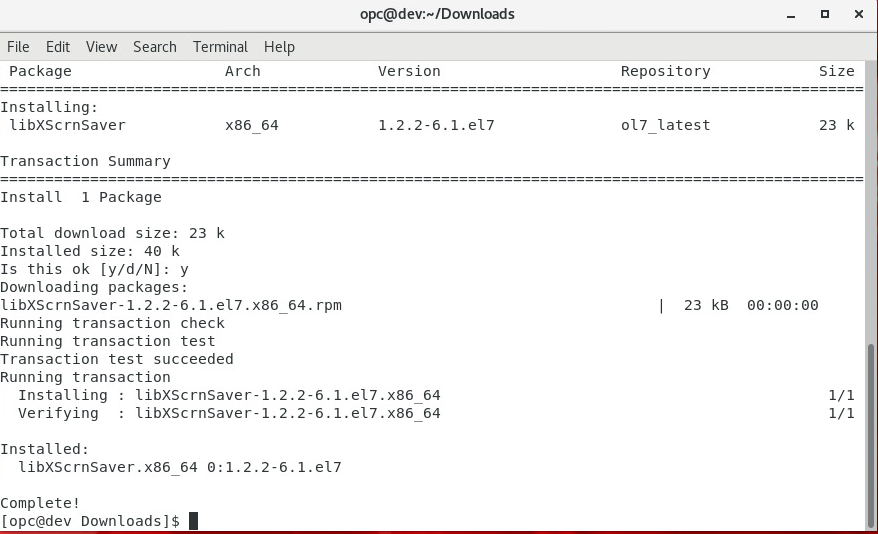 opc@dev:~/Downloads
File Edit View Search Terminal Help
 Package                 Arch             Version                    Repository            Size
================================================================================================
Installing:
 libXScrnSaver           x86_64           1.2.2-6.1.el7              ol7_latest            23 k

Transaction Summary
================================================================================================
Install  1 Package

Total download size: 23 k
Installed size: 40 k
Is this ok [y/d/N]: y
Downloading packages:
libXScrnSaver-1.2.2-6.1.el7.x86_64.rpm                                   |  23 kB  00:00:00
Running transaction check
Running transaction test
Transaction test succeeded
Running transaction
  Installing : libXScrnSaver-1.2.2-6.1.el7.x86_64                                           1/1
  Verifying  : libXScrnSaver-1.2.2-6.1.el7.x86_64                                           1/1

Installed:
  libXScrnSaver.x86_64 0:1.2.2-6.1.el7

Complete!
[opc@dev Downloads]$